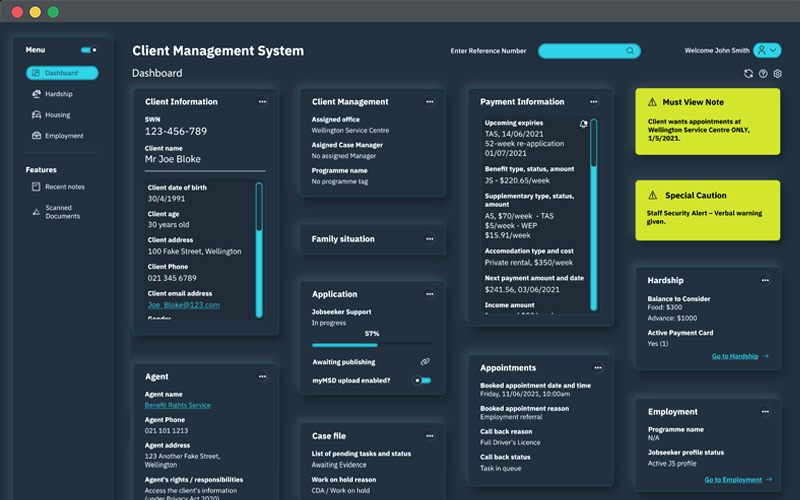 Menu
Dashboard
Hardship
Housing
Employment
Features
Recent notes
Scanned
Documents
Client Management System
Enter Reference Number
Welcome John Smith
Dashboard
Client Information
SWN
123-456-789
Client name
Mr Joe Bloke
Client date of birth
30/4/1991
Client age
30 years old
Client address
100 Fake Street, Wellington
Client Phone
021 345 6789
Client email address
Joe_Bloke@123.com
Agent
Agent name
Benefit Rights Service
Agent Phone
021 101 1213
Agent address
123 Another Fake Street,
Wellington
Agent's rights / responsibilities
Access the client's information
(under Privacy Act 2020)
Client Management
Assigned office
Wellington Service Centre
Assigned Case Manager
No assigned Manager
Programme name
No programme tag
Family situation
Application
Jobseeker Support
In progress
57%
Awaiting publishing
myMSD upload enabled?
Case file
List of pending tasks and status
Awaiting Evidence
Work on hold reason
CDA / Work on hold
Payment Information
Upcoming expiries
TAS, 14/06/2021
52-week re-application
01/07/2021
Benefit type, status, amount
JS - $220.65/week
Supplementary type, status,
amount
AS, $70/week - TAS
$5/week - WEP
$15.91/week
Accomodation type and cost
Private rental, $350/week
Next payment amount and date
$241.56, 03/06/2021
Income amount
Appointments
Booked appointment date and time
Friday, 11/06/2021, 10:00am
Booked appointment reason
Employment referral
Call back reason
Full Driver's Licence
Call back status
Task in queue
Must View Note
Client wants appointments at
Wellington Service Centre ONLY,
1/5/2021.
Special Caution
Staff Security Alert – Verbal warning
given.
Hardship
Balance to Consider
Food: $300
Advance: $1000
Active Payment Card
Yes (1)
Go to Hardship
Employment
Programme name
N/A
Jobseeker profile status
Active JS profile
Go to Employment